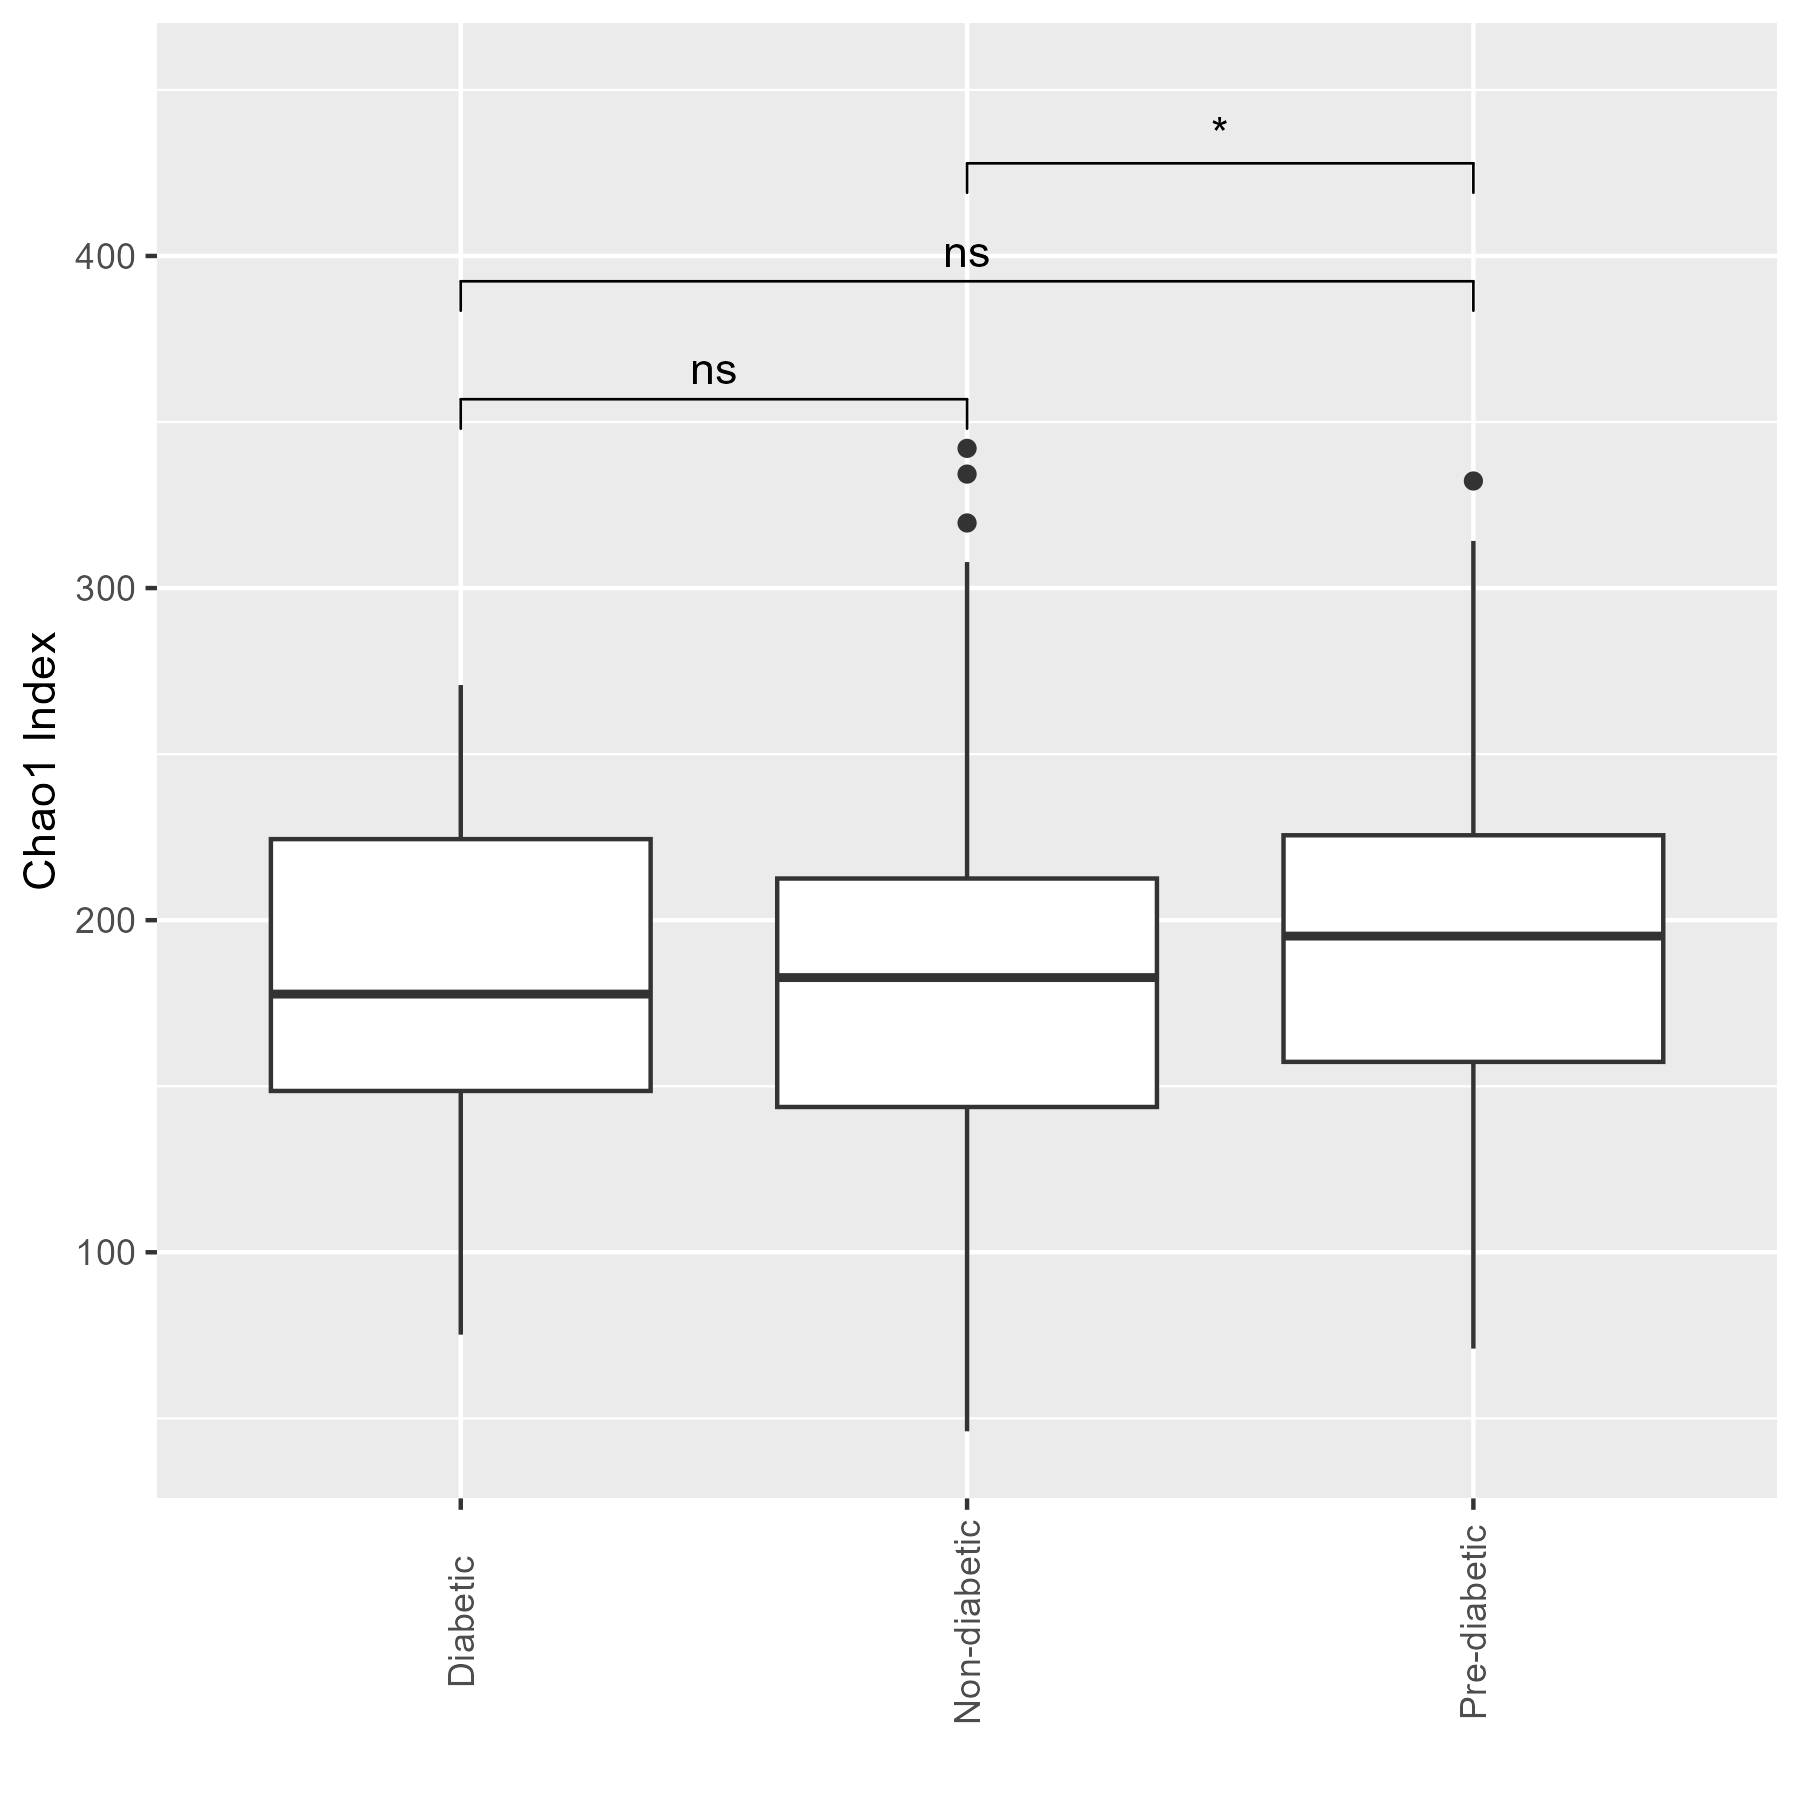 *
ns
ns
400
300
200
100
Chao1 Index
Diabetic
Non-diabetic
Pre-diabetic